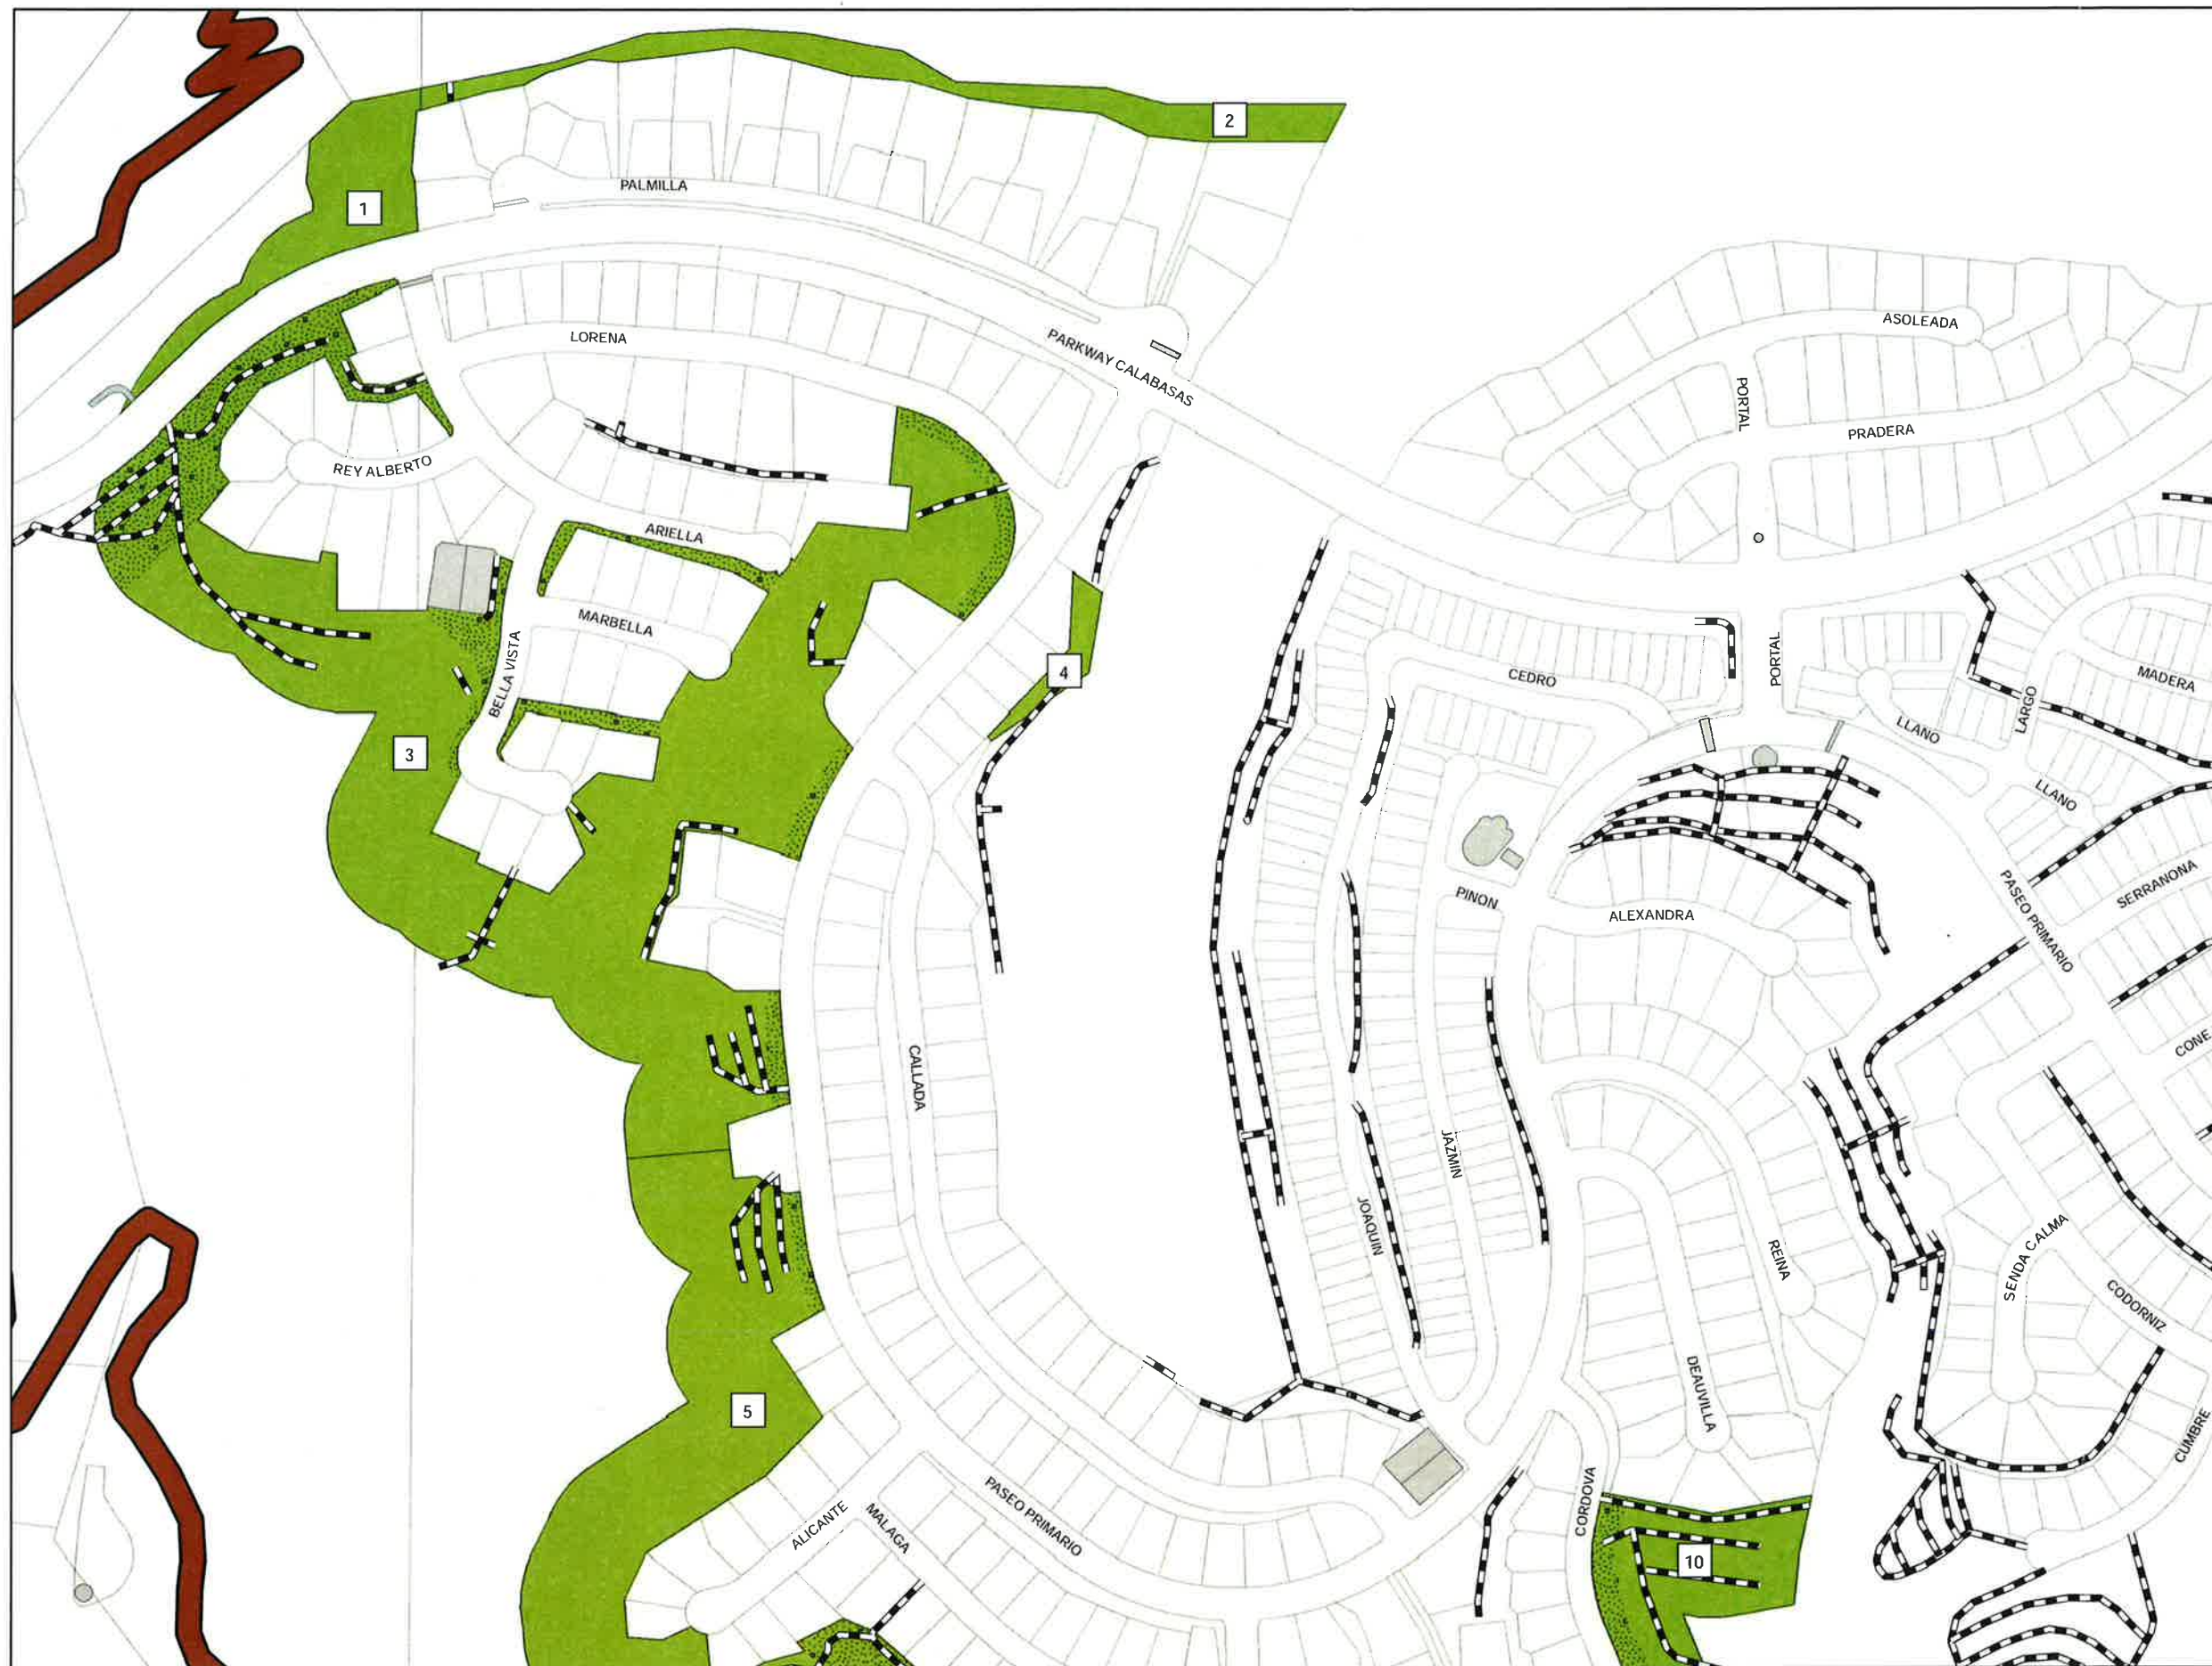 2
1
PALMILLA
LORENA
PARKWAY CALABASAS
ASOLEADA
PORTAL
PRADERA
REY ALBERTO
ARIELLA
MARBELLA
BELLA VISTA
4
3
CEDRO
PORTAL
LLANO
LARGO
MADERA
LLANO
PINON
ALEXANDRA
PASEO PRIMARIO
SERRANONA
CONE
CALLADA
JAZMIN
JOAQUIN
REINA
SENDA CALMA
CODORNIZ
DEAUVILLA
CUMBRE
5
PASEO PRIMARIO
ALICANTE
MALAGA
CORDOVA
10